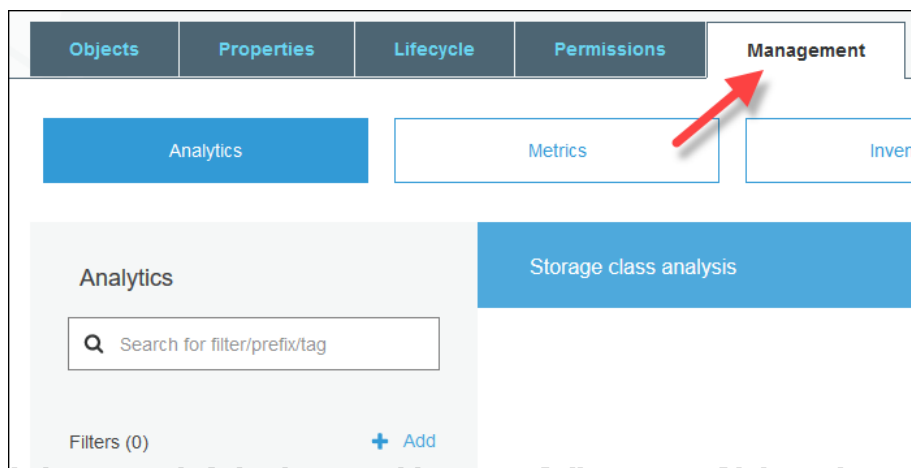 Objects Properties Lifecycle Permissions Management
Analytics Metrics
Analytics
Storage class analysis
Search for filter/prefix/tag
Filters (0) + Add